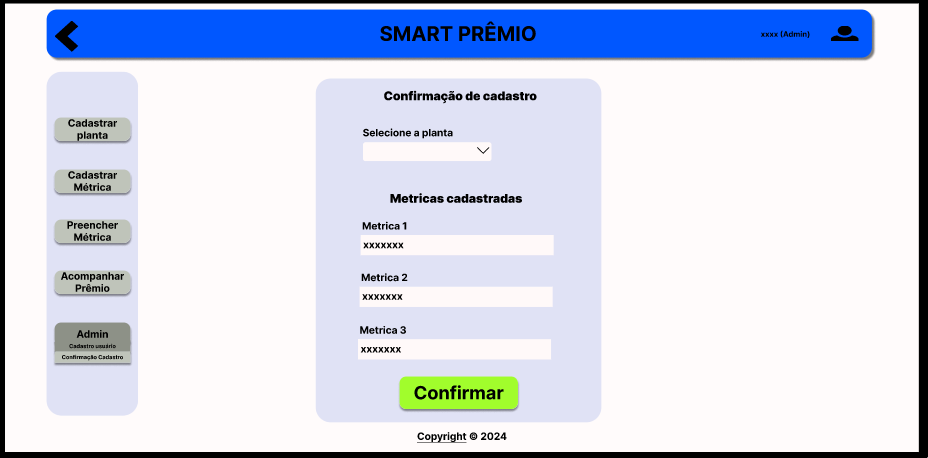 SMART PRÊMIO
xxxx (Admin)
Cadastrar
planta
Cadastrar
Métrica
Preencher
Métrica
Acompanhar
Prêmio
Admin
Cadastro usuário
Confirmação Cadastro
Confirmação de cadastro
Selecione a planta
Metricas cadastradas
Metrica 1
xxxxxxx
Metrica 2
xxxxxxx
Metrica 3
xxxxxxx
Confirmar
Copyright © 2024